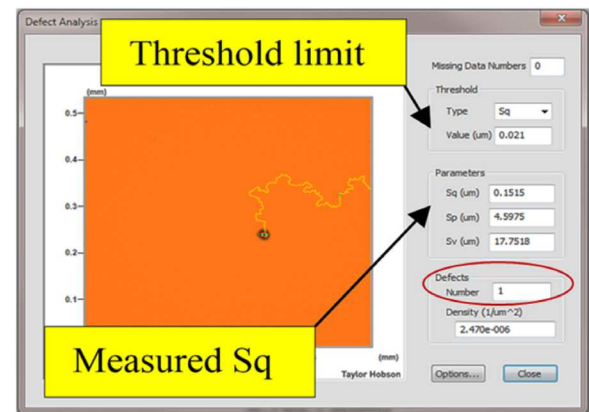 Defect Analysis
Threshold limit
Missing Data Numbers 0
(mm)
Threshold
Type Sq
Value (um) 0.021
0.5
0.4
0.3
0.2
0.1
Parameters
Sq (um) 0.1515
Sp (um) 4.5975
Sv (um) 17.7518
Defects
Number 1
Density (1/um^2)
2.470e-006
Measured Sq
(mm)
Taylor Hobson
Options...
Close